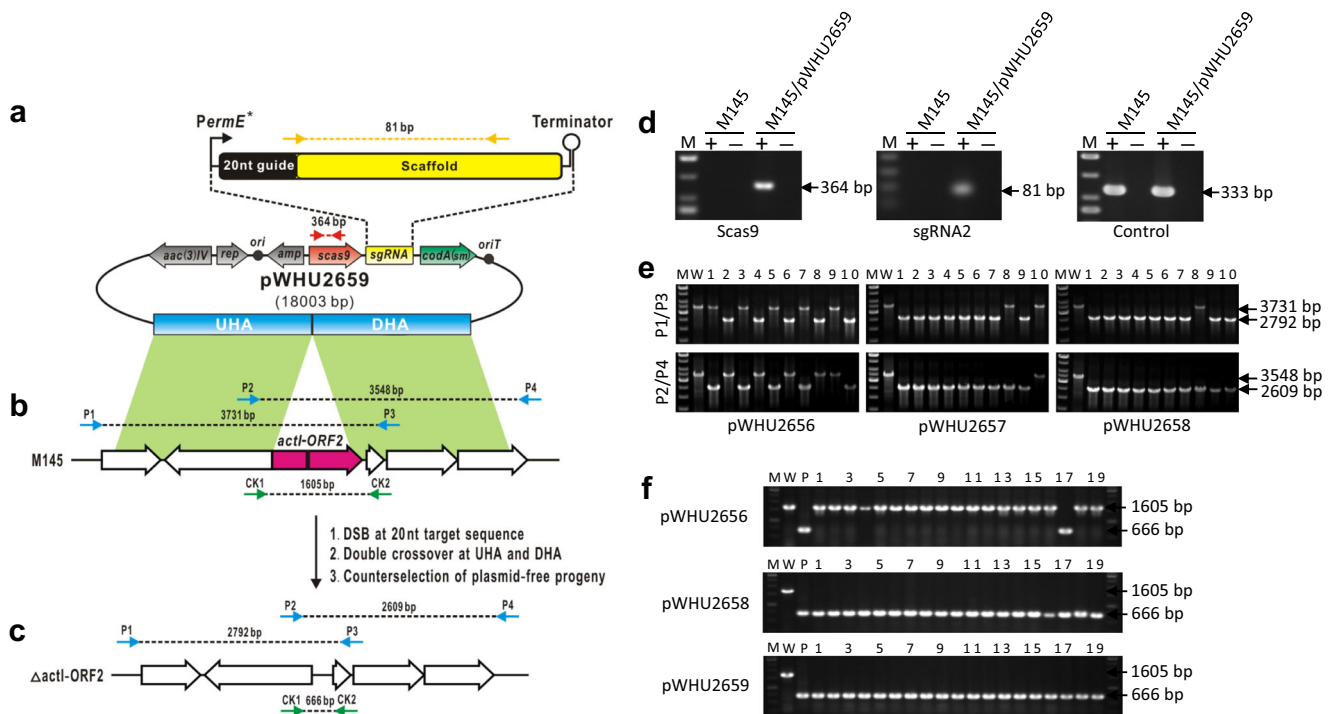 a
PermE*
81 bp
Terminator
20nt guide
Scaffold
364 bp
aac(3)IV
rep
ori
amp
scas9
sgRNA
codA(sm)
oriT
pWHU2659
(18003 bp)
UHA
DHA
b
P2
3548 bp
P4
P1
3731 bp
P3
actI-ORF2
M145
CK1
1605 bp
CK2
1. DSB at 20nt target sequence
2. Double crossover at UHA and DHA
3. Counterselection of plasmid-free progeny
c
P2
2609 bp
P4
P1
2792 bp
P3
ΔactI-ORF2
CK1
666 bp
CK2
d
M145
M145/pWHU2659
M145
M145/pWHU2659
M145
M145/pWHU2659
M + − + −
M + − + −
M + − + −
364 bp
81 bp
333 bp
Scas9
sgRNA2
Control
e
M W 1 2 3 4 5 6 7 8 9 10
M W 1 2 3 4 5 6 7 8 9 10
M W 1 2 3 4 5 6 7 8 9 10
P1/P3
3731 bp
2792 bp
P2/P4
3548 bp
2609 bp
pWHU2656
pWHU2657
pWHU2658
f
M W P 1 3 5 7 9 11 13 15 17 19
pWHU2656
1605 bp
666 bp
M W 1 3 5 7 9 11 13 15 17 19
pWHU2658
1605 bp
666 bp
M W 1 3 5 7 9 11 13 15 17 19
pWHU2659
1605 bp
666 bp